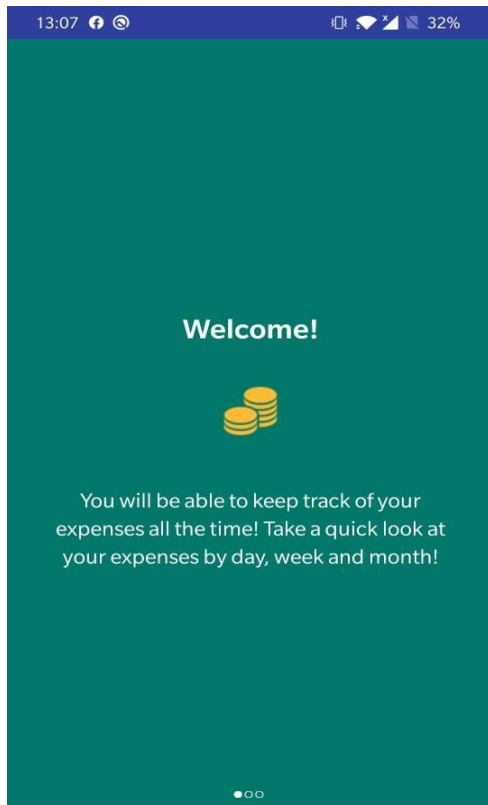 13:07 32%
Welcome!
You will be able to keep track of your
expenses all the time! Take a quick look at
your expenses by day, week and month!